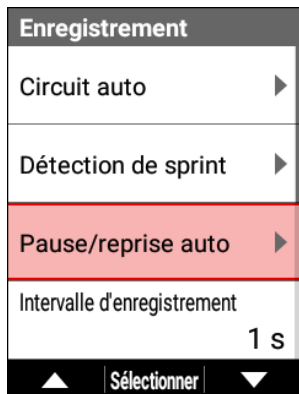 Enregistrement
Circuit auto
Détection de sprint
Pause/reprise auto
Intervalle d'enregistrement
1 s
Sélectionner